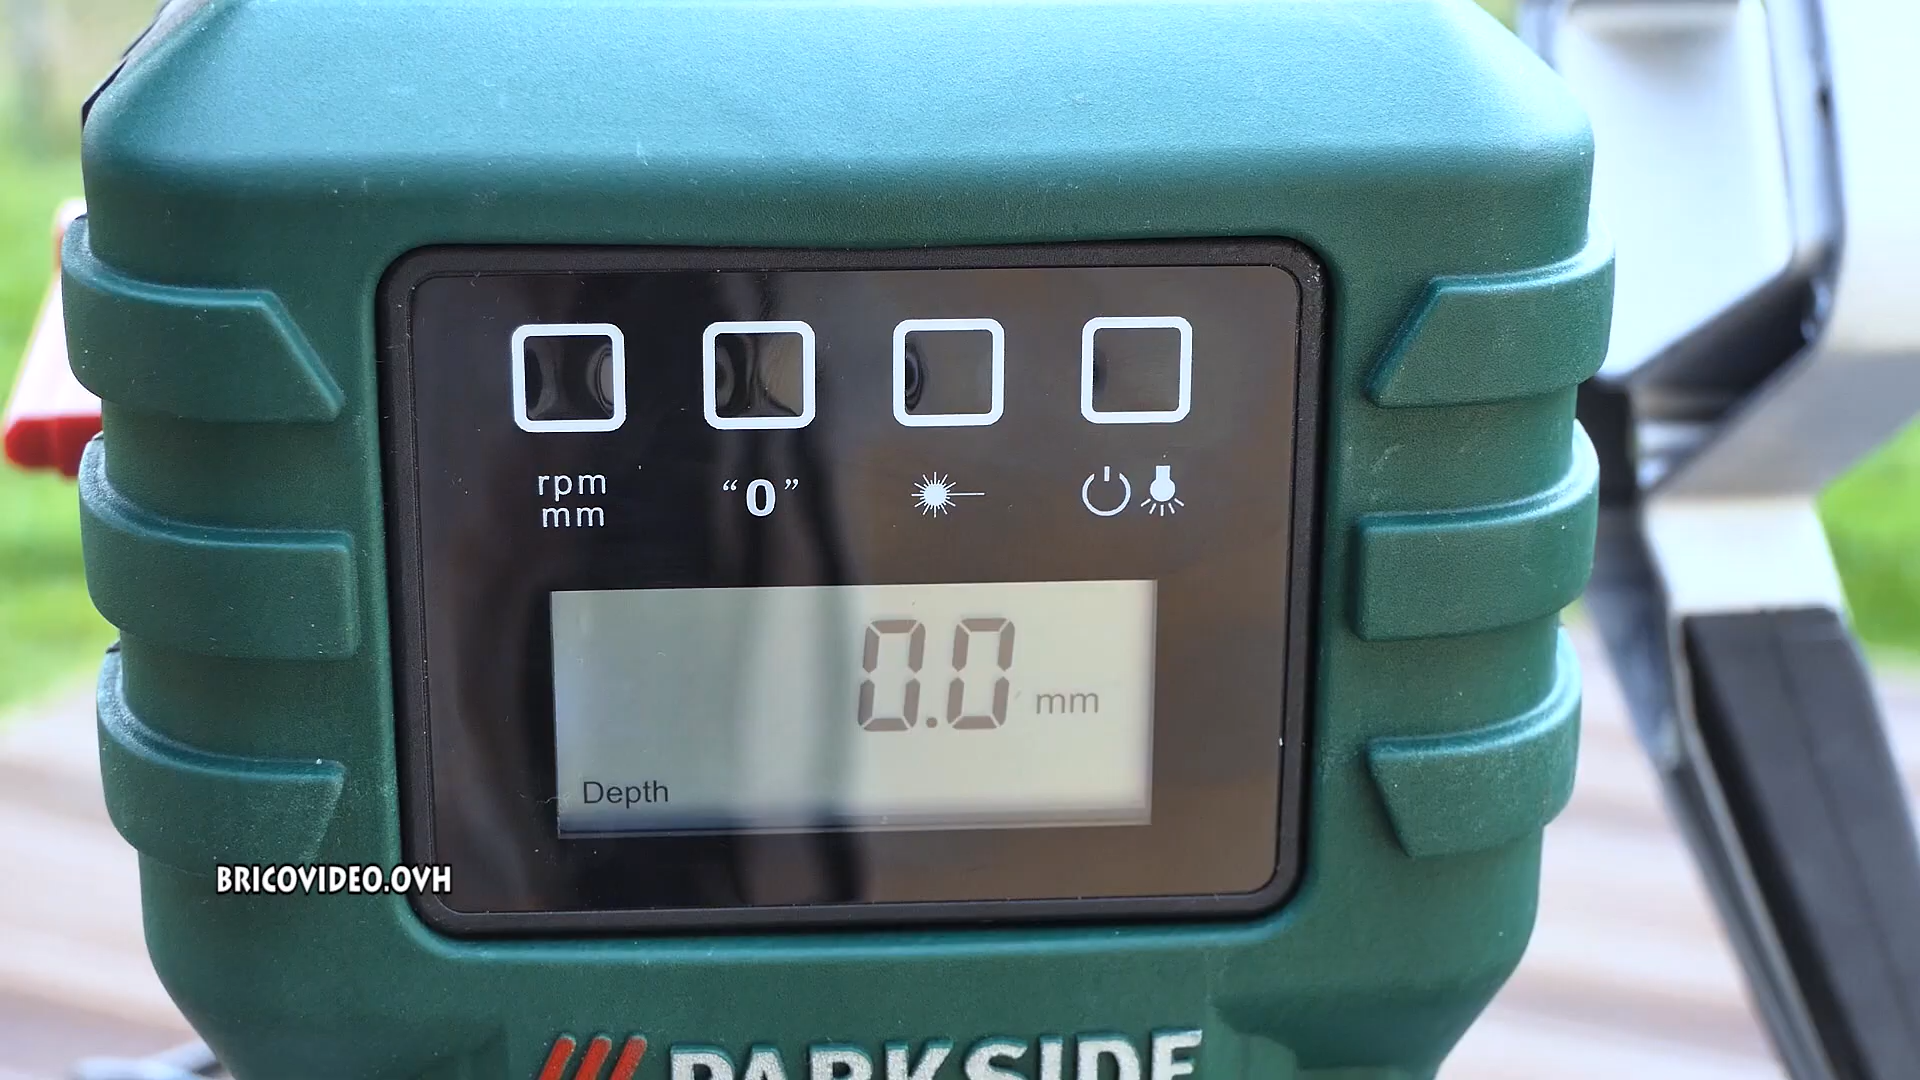 rpm
mm
“0”
0.0 mm
Depth
BRICOVIDEO.OVH
PARKSIDE